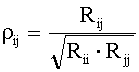 ρij = Rij / √(Rii · Rjj)